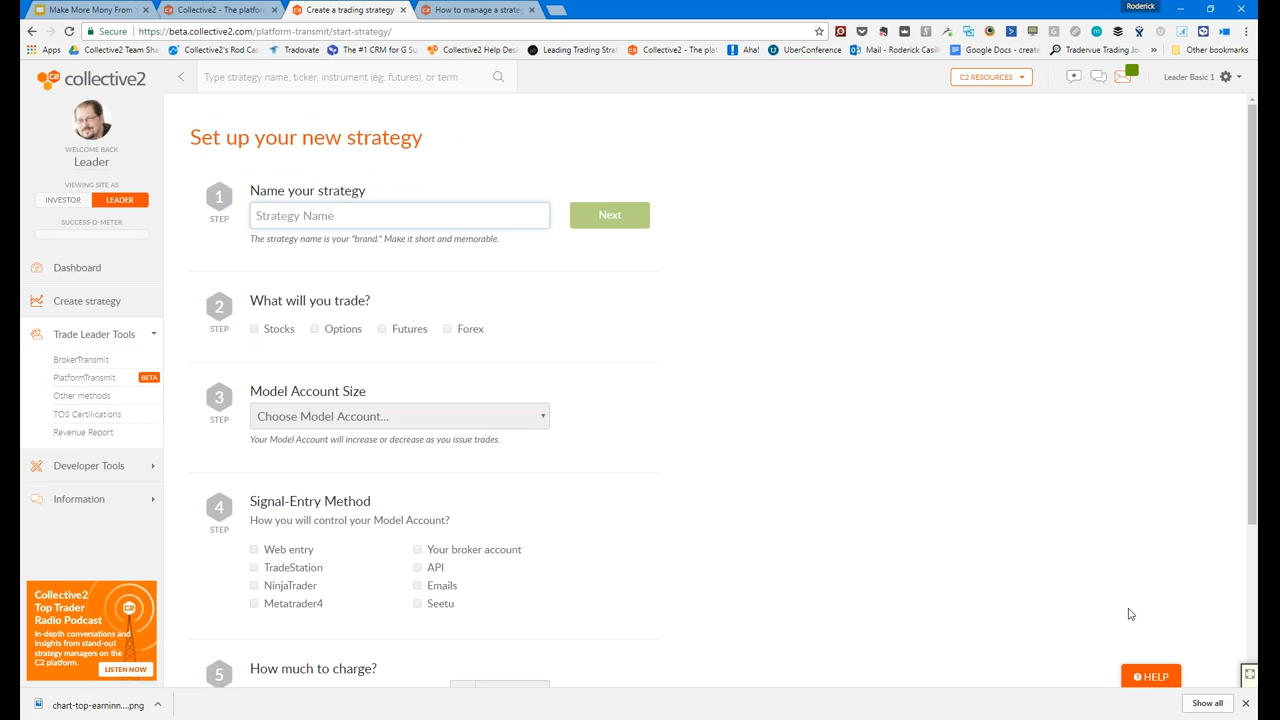 Make More Mony From
Collective2 - The platfor
Create a trading strategy
How to manage a strate
Roderick
Secure
https://beta.collective2.com/platform-transmit/start-strategy/
Apps
Collective2 Team Sha
Collective2's Rod Ca
Tradovate
The #1 CRM for G Su
Collective2 Help Des
Leading Trading Strat
Collective2 - The plat
Aha!
UberConference
Mail - Roderick Casill
Google Docs - create
Tradervue Trading Jo
»
Other bookmarks
collective2
Type strategy name, ticker, instrument (eg. futures), or term
C2 RESOURCES
Leader Basic 1
WELCOME BACK
Leader
VIEWING SITE AS
INVESTOR
LEADER
SUCCESS-O-METER
Dashboard
Create strategy
Trade Leader Tools
BrokerTransmit
PlatformTransmit
BETA
Other methods
TOS Certifications
Revenue Report
Developer Tools
Information
Collective2
Top Trader
Radio Podcast
In-depth conversations and
insights from stand-out
strategy managers on the
C2 platform.
LISTEN NOW
Set up your new strategy
1
STEP
Name your strategy
Strategy Name
Next
The strategy name is your "brand." Make it short and memorable.
2
STEP
What will you trade?
Stocks
Options
Futures
Forex
3
STEP
Model Account Size
Choose Model Account...
Your Model Account will increase or decrease as you issue trades.
4
STEP
Signal-Entry Method
How you will control your Model Account?
Web entry
Your broker account
TradeStation
API
NinjaTrader
Emails
Metatrader4
Seetu
5
How much to charge?
HELP
chart-top-earninn....png
Show all